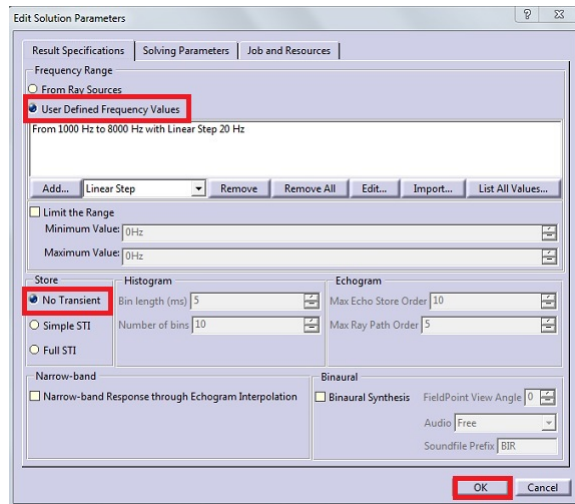 Edit Solution Parameters
Result Specifications Solving Parameters Job and Resources
Frequency Range
From Ray Sources
User Defined Frequency Values
From 1000 Hz to 8000 Hz with Linear Step 20 Hz
Add... Linear Step Remove Remove All Edit... Import... List All Values...
Limit the Range
Minimum Value: 0Hz
Maximum Value: 0Hz
Store Histogram Echogram
No Transient Bin length (ms) 5 Max Echo Store Order 10
Simple STI Number of bins 10 Max Ray Path Order 5
Full STI
Narrow-band Binaural
Narrow-band Response through Echogram Interpolation Binaural Synthesis FieldPoint View Angle 0
Audio Free
Soundfile Prefix BIR
OK Cancel